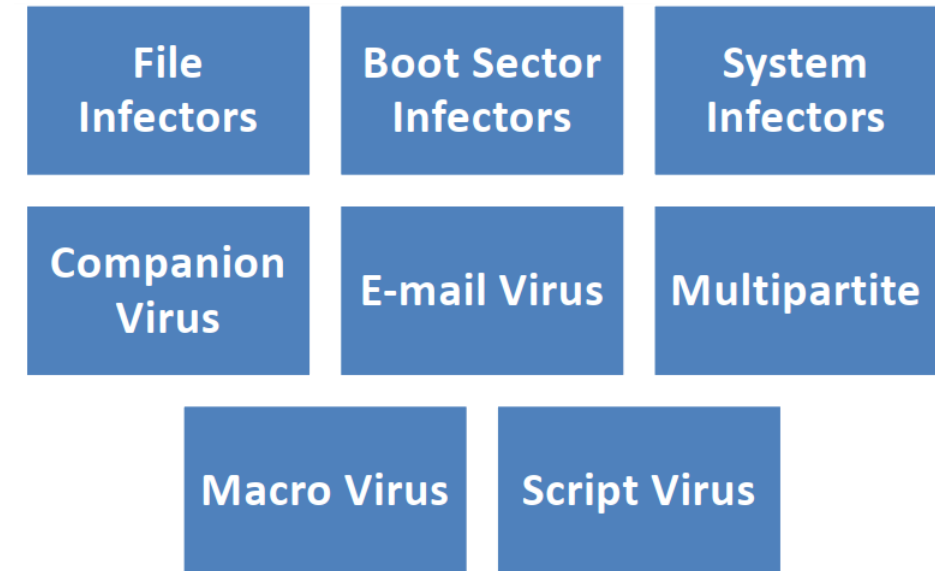 File
Infectors
Boot Sector
Infectors
System
Infectors
Companion
Virus
E-mail Virus
Multipartite
Macro Virus
Script Virus